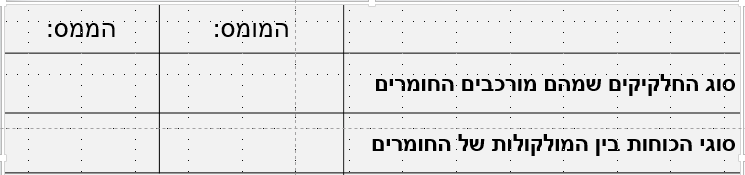 המומס:
הממס:
סוג החלקיקים שמהם מורכבים החומרים
סוגי הכוחות בין המולקולות של החומרים